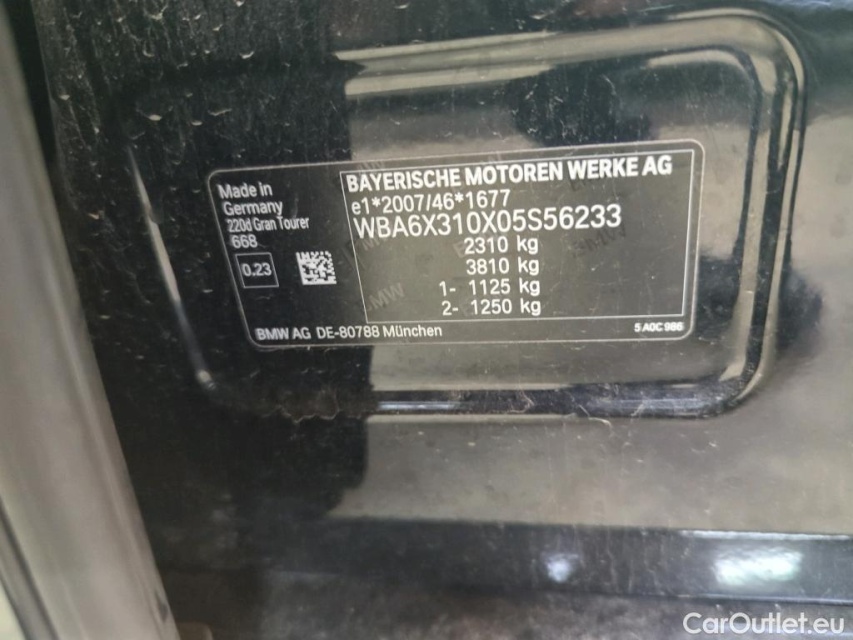 Made in
Germany
220d Gran Tourer
668
0.23
BAYERISCHE MOTOREN WERKE AG
e1*2007/46*1677
WBA6X310X05S56233
2310 kg
3810 kg
1- 1125 kg
2- 1250 kg
BMW AG DE-80788 München
5 A0C 986
CarOutlet.eu